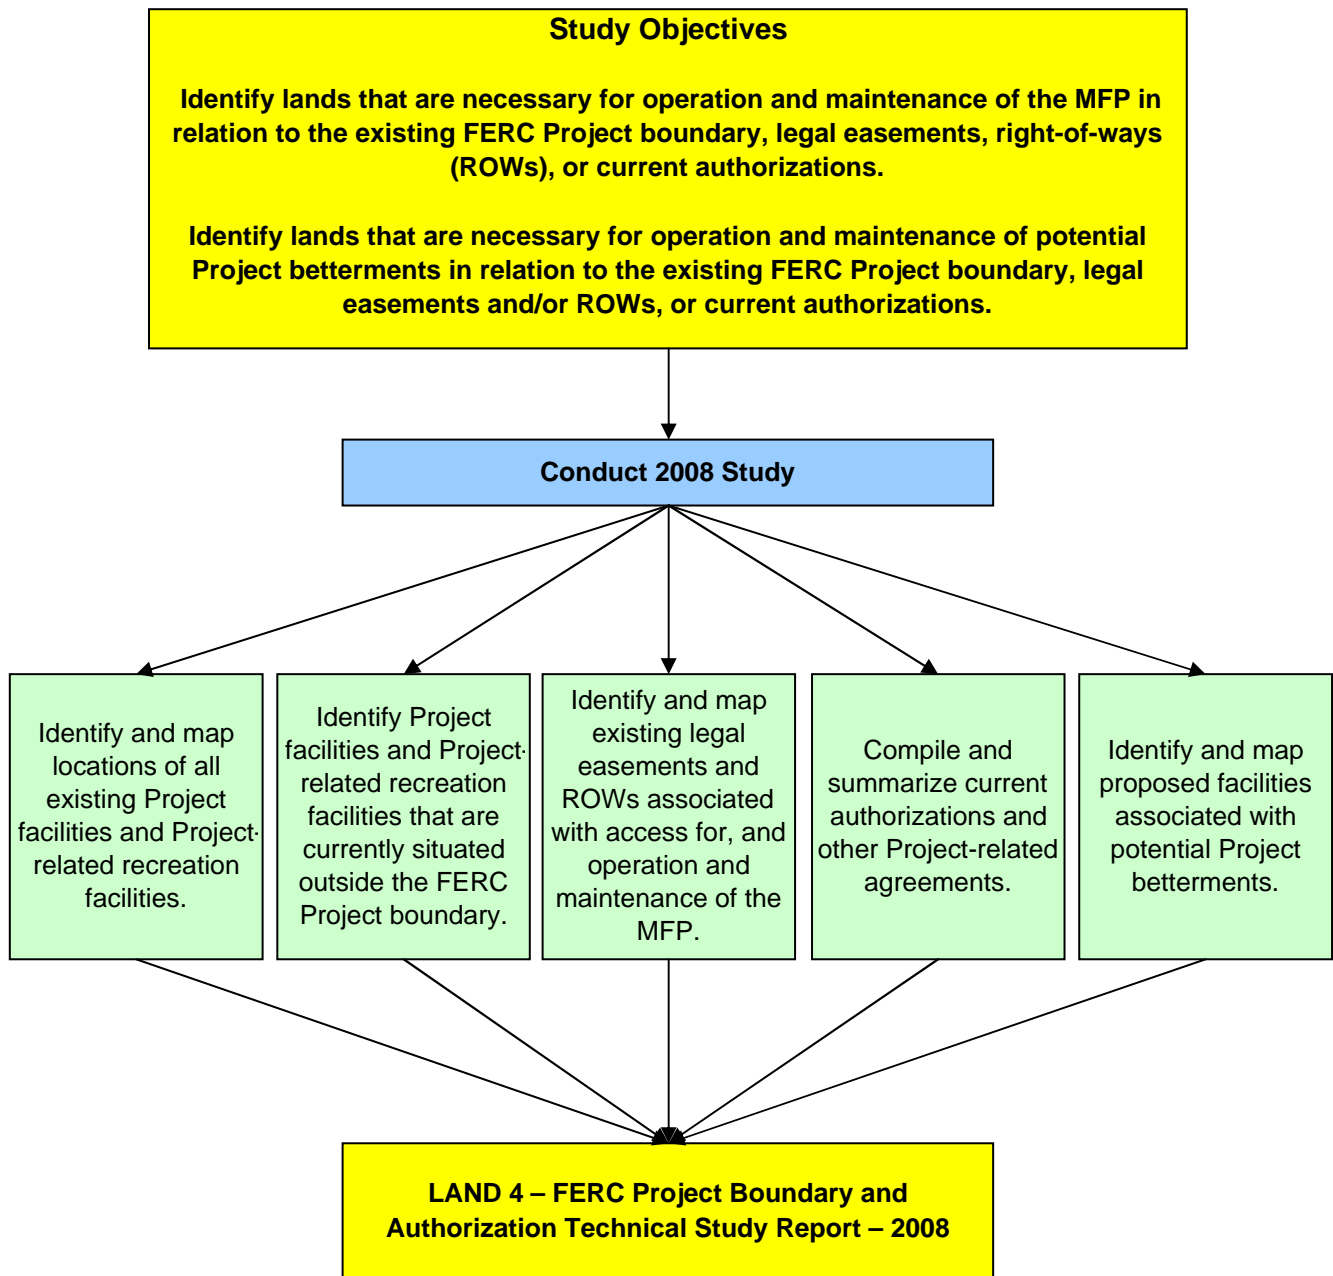 Study Objectives
Identify lands that are necessary for operation and maintenance of the MFP in
relation to the existing FERC Project boundary, legal easements, right-of-ways
(ROWs), or current authorizations.
Identify lands that are necessary for operation and maintenance of potential
Project betterments in relation to the existing FERC Project boundary, legal
easements and/or ROWs, or current authorizations.
Conduct 2008 Study
Identify and map
locations of all
existing Project
facilities and Project-
related recreation
facilities.
Identify Project
facilities and Project-
related recreation
facilities that are
currently situated
outside the FERC
Project boundary.
Identify and map
existing legal
easements and
ROWs associated
with access for, and
operation and
maintenance of the
MFP.
Compile and
summarize current
authorizations and
other Project-related
agreements.
Identify and map
proposed facilities
associated with
potential Project
betterments.
LAND 4 – FERC Project Boundary and
Authorization Technical Study Report – 2008